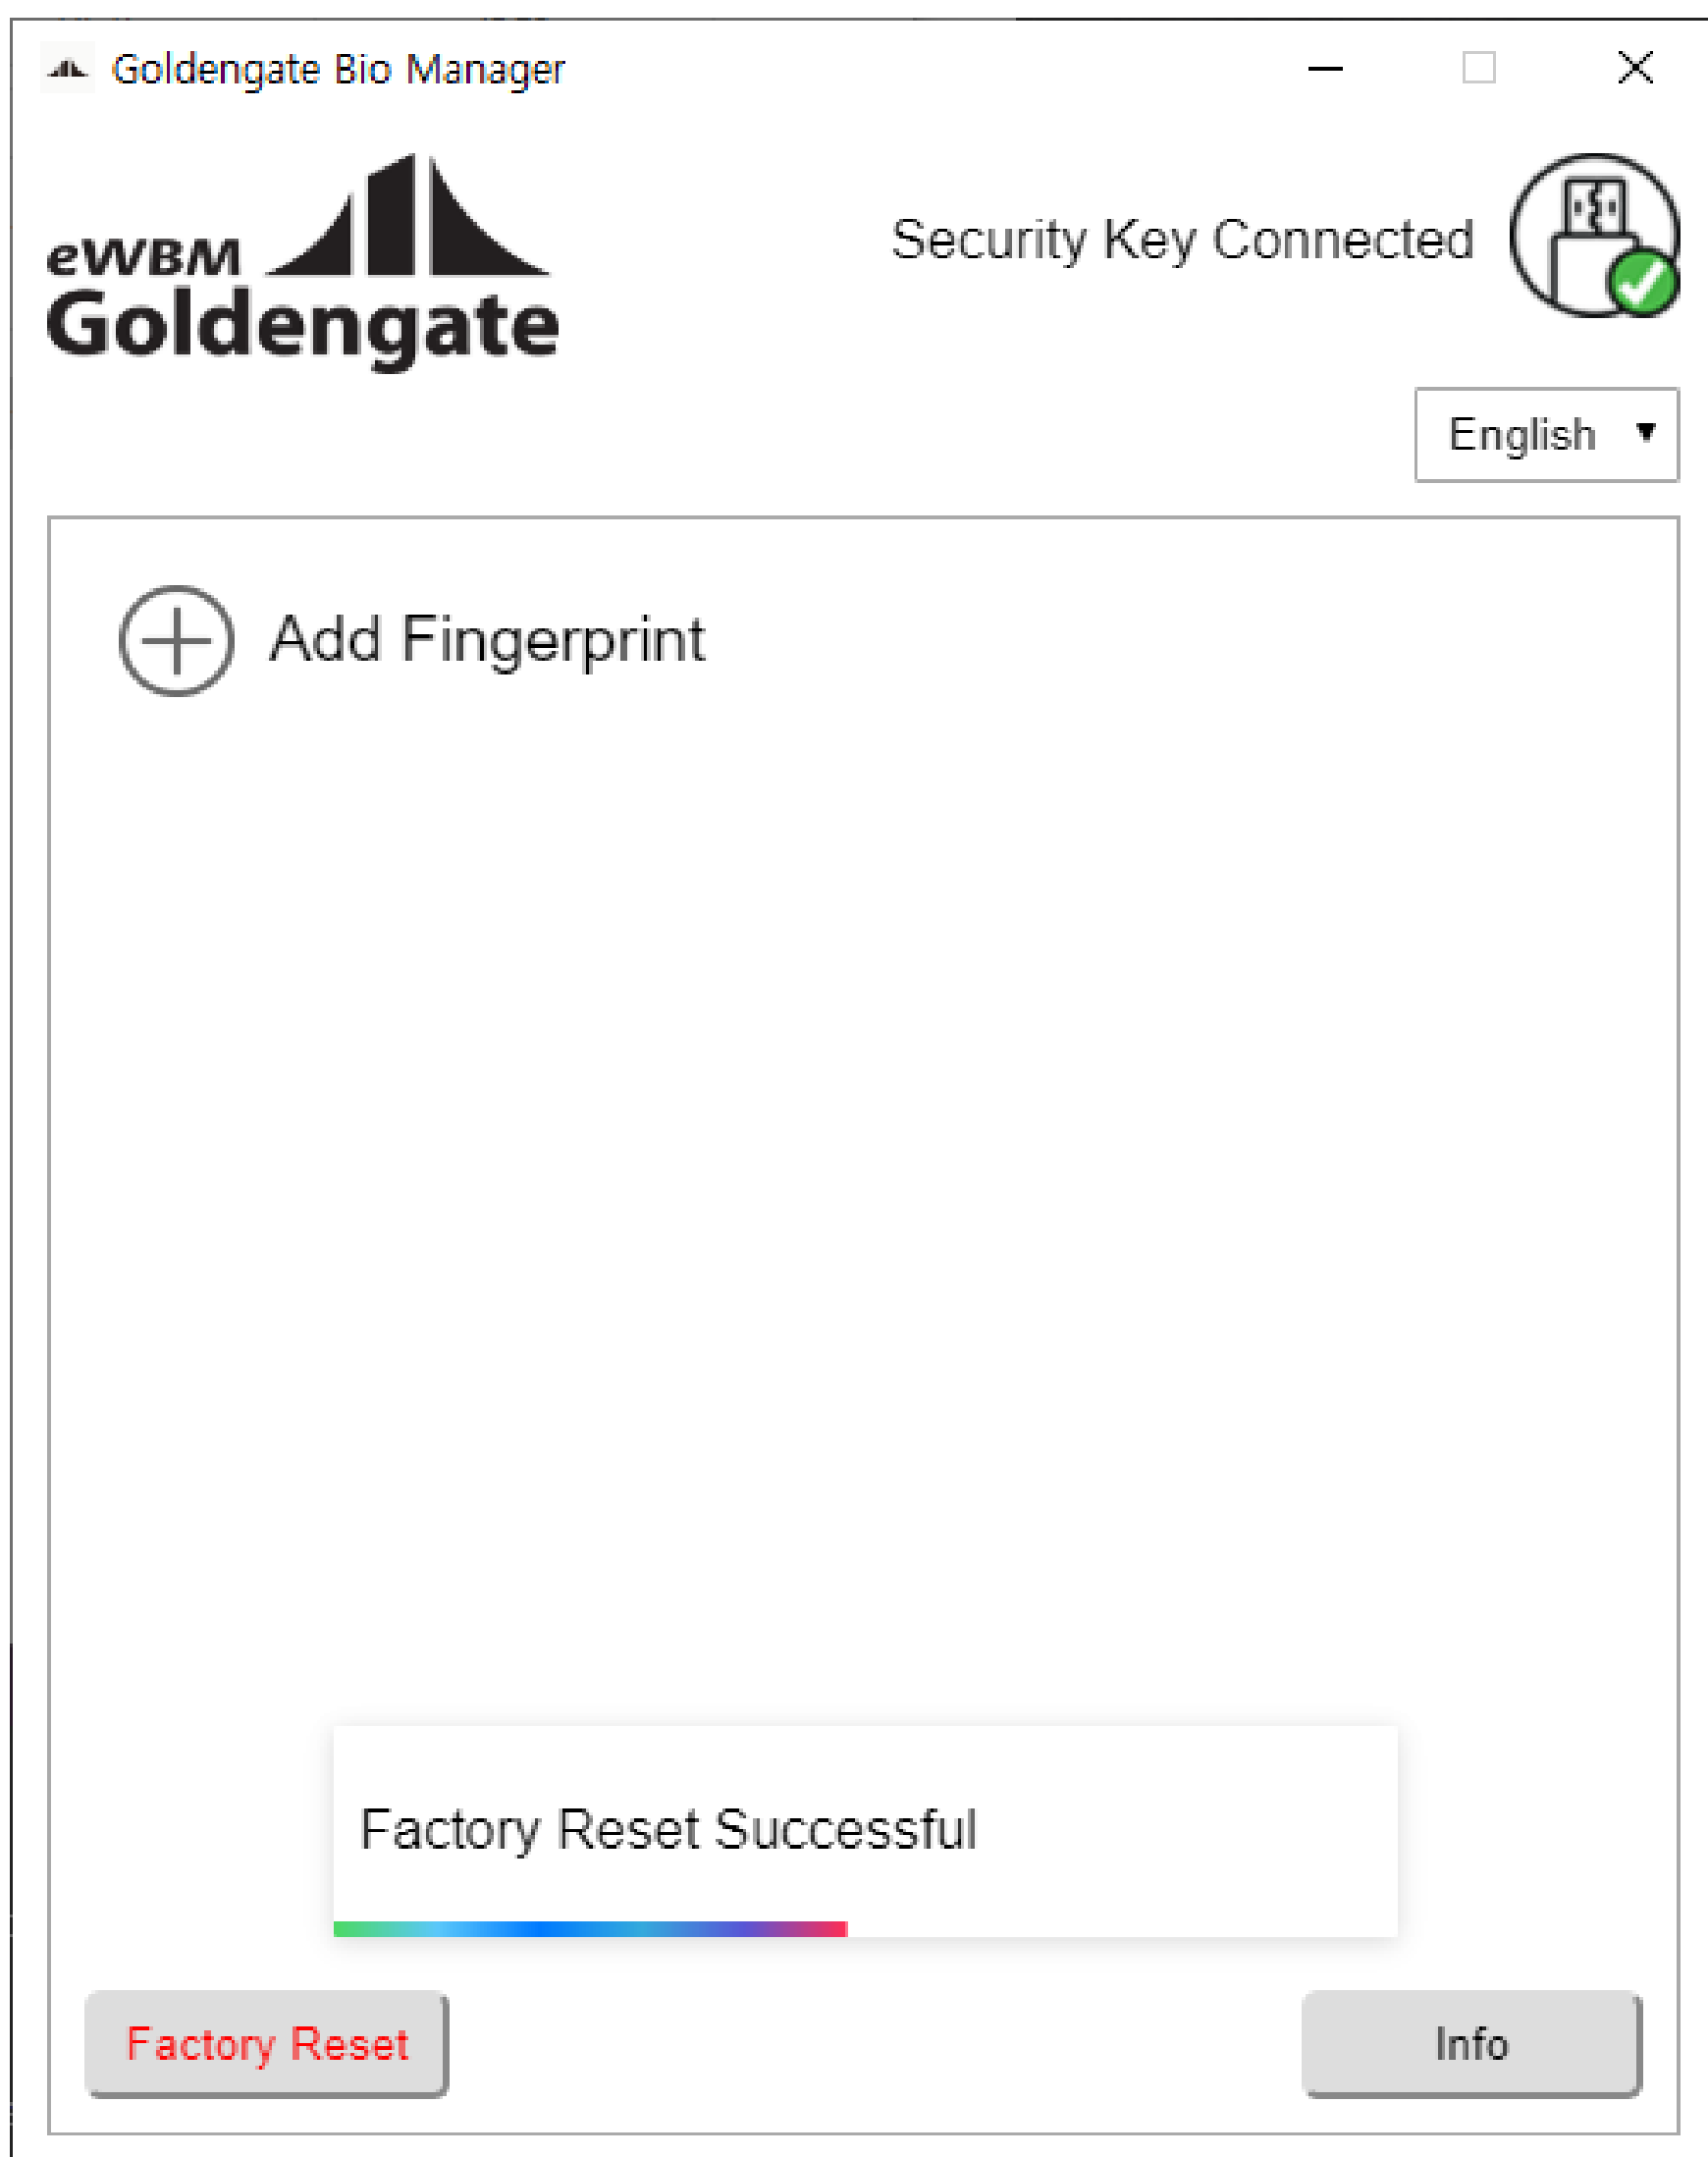 Goldengate Bio Manager
eWBM
Goldengate
Security Key Connected
English
Add Fingerprint
Factory Reset Successful
Factory Reset
Info